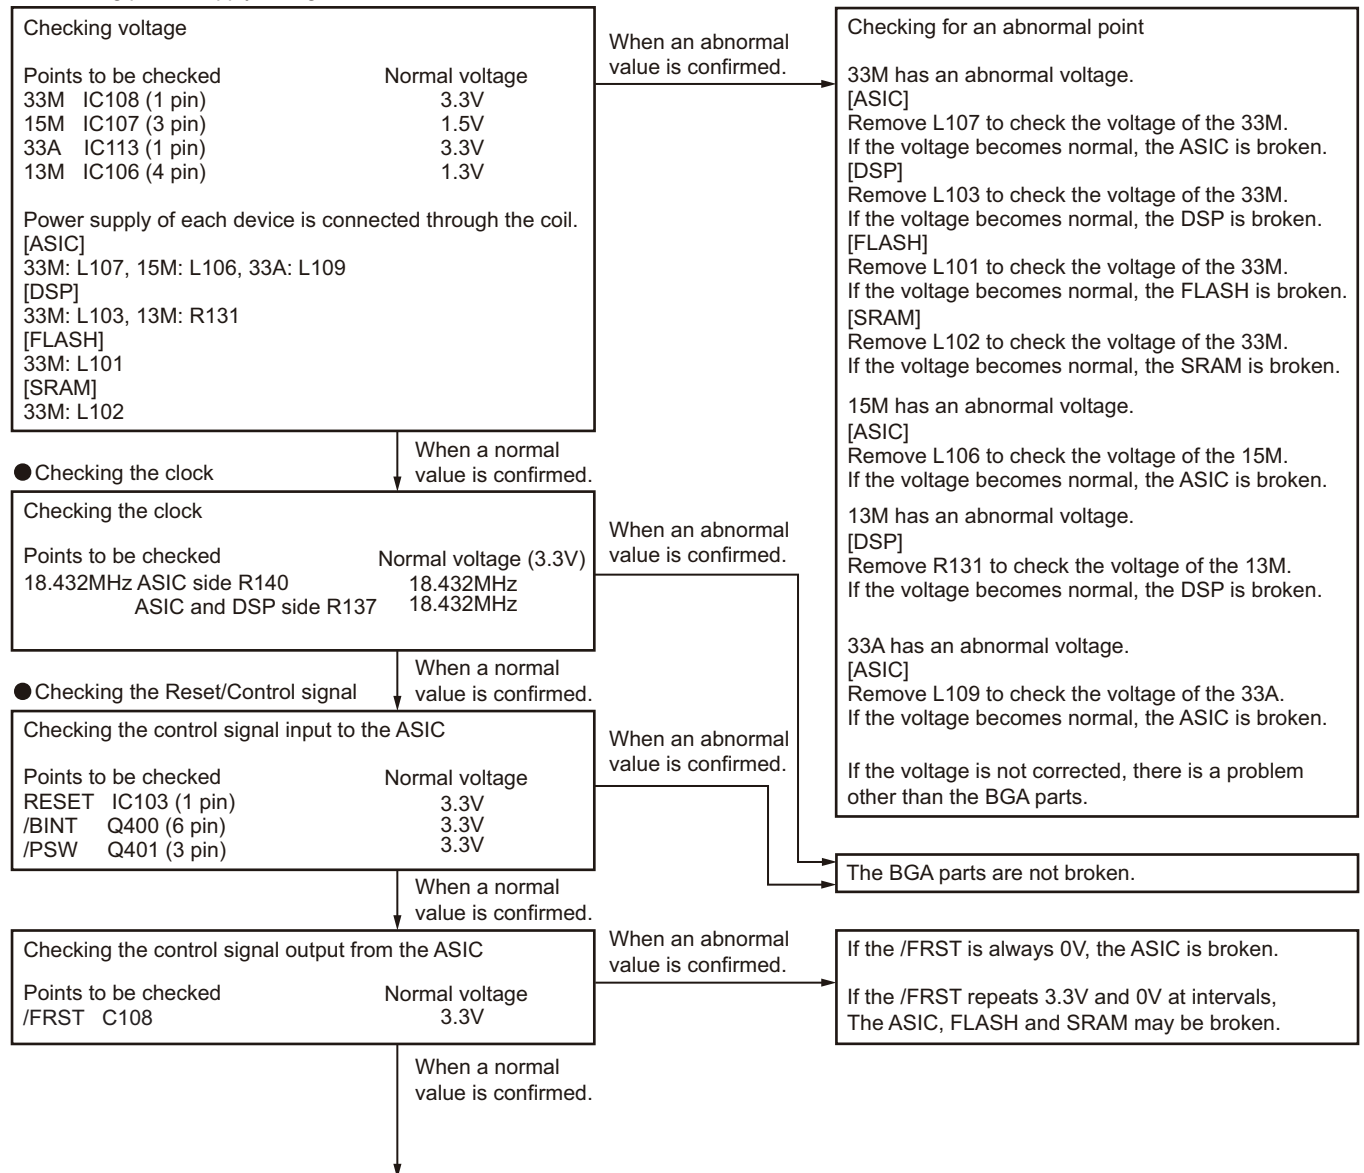 Checking voltage
Points to be checked Normal voltage
33M IC108 (1 pin) 3.3V
15M IC107 (3 pin) 1.5V
33A IC113 (1 pin) 3.3V
13M IC106 (4 pin) 1.3V
Power supply of each device is connected through the coil.
[ASIC]
33M: L107, 15M: L106, 33A: L109
[DSP]
33M: L103, 13M: R131
[FLASH]
33M: L101
[SRAM]
33M: L102
When an abnormal
value is confirmed.
Checking for an abnormal point
33M has an abnormal voltage.
[ASIC]
Remove L107 to check the voltage of the 33M.
If the voltage becomes normal, the ASIC is broken.
[DSP]
Remove L103 to check the voltage of the 33M.
If the voltage becomes normal, the DSP is broken.
[FLASH]
Remove L101 to check the voltage of the 33M.
If the voltage becomes normal, the FLASH is broken.
[SRAM]
Remove L102 to check the voltage of the 33M.
If the voltage becomes normal, the SRAM is broken.
15M has an abnormal voltage.
[ASIC]
Remove L106 to check the voltage of the 15M.
If the voltage becomes normal, the ASIC is broken.
13M has an abnormal voltage.
[DSP]
Remove R131 to check the voltage of the 13M.
If the voltage becomes normal, the DSP is broken.
33A has an abnormal voltage.
[ASIC]
Remove L109 to check the voltage of the 33A.
If the voltage becomes normal, the ASIC is broken.
If the voltage is not corrected, there is a problem
other than the BGA parts.
When a normal
value is confirmed.
●Checking the clock
Checking the clock
Points to be checked Normal voltage (3.3V)
18.432MHz ASIC side R140 18.432MHz
ASIC and DSP side R137 18.432MHz
When an abnormal
value is confirmed.
When a normal
value is confirmed.
●Checking the Reset/Control signal
Checking the control signal input to the ASIC
Points to be checked Normal voltage
RESET IC103 (1 pin) 3.3V
/BINT Q400 (6 pin) 3.3V
/PSW Q401 (3 pin) 3.3V
When an abnormal
value is confirmed.
The BGA parts are not broken.
When a normal
value is confirmed.
Checking the control signal output from the ASIC
Points to be checked Normal voltage
/FRST C108 3.3V
When an abnormal
value is confirmed.
If the /FRST is always 0V, the ASIC is broken.
If the /FRST repeats 3.3V and 0V at intervals,
The ASIC, FLASH and SRAM may be broken.
When a normal
value is confirmed.